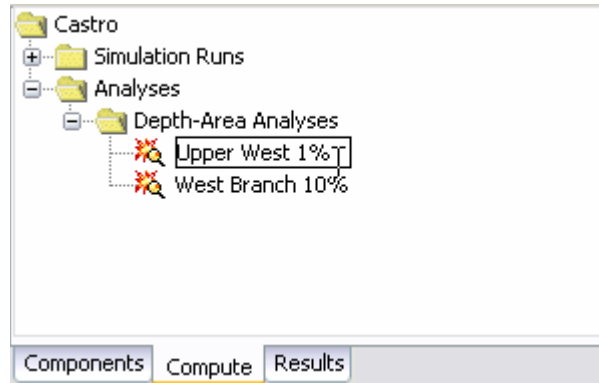 Castro
Simulation Runs
Analyses
Depth-Area Analyses
Upper West 1%
West Branch 10%
Components Compute Results